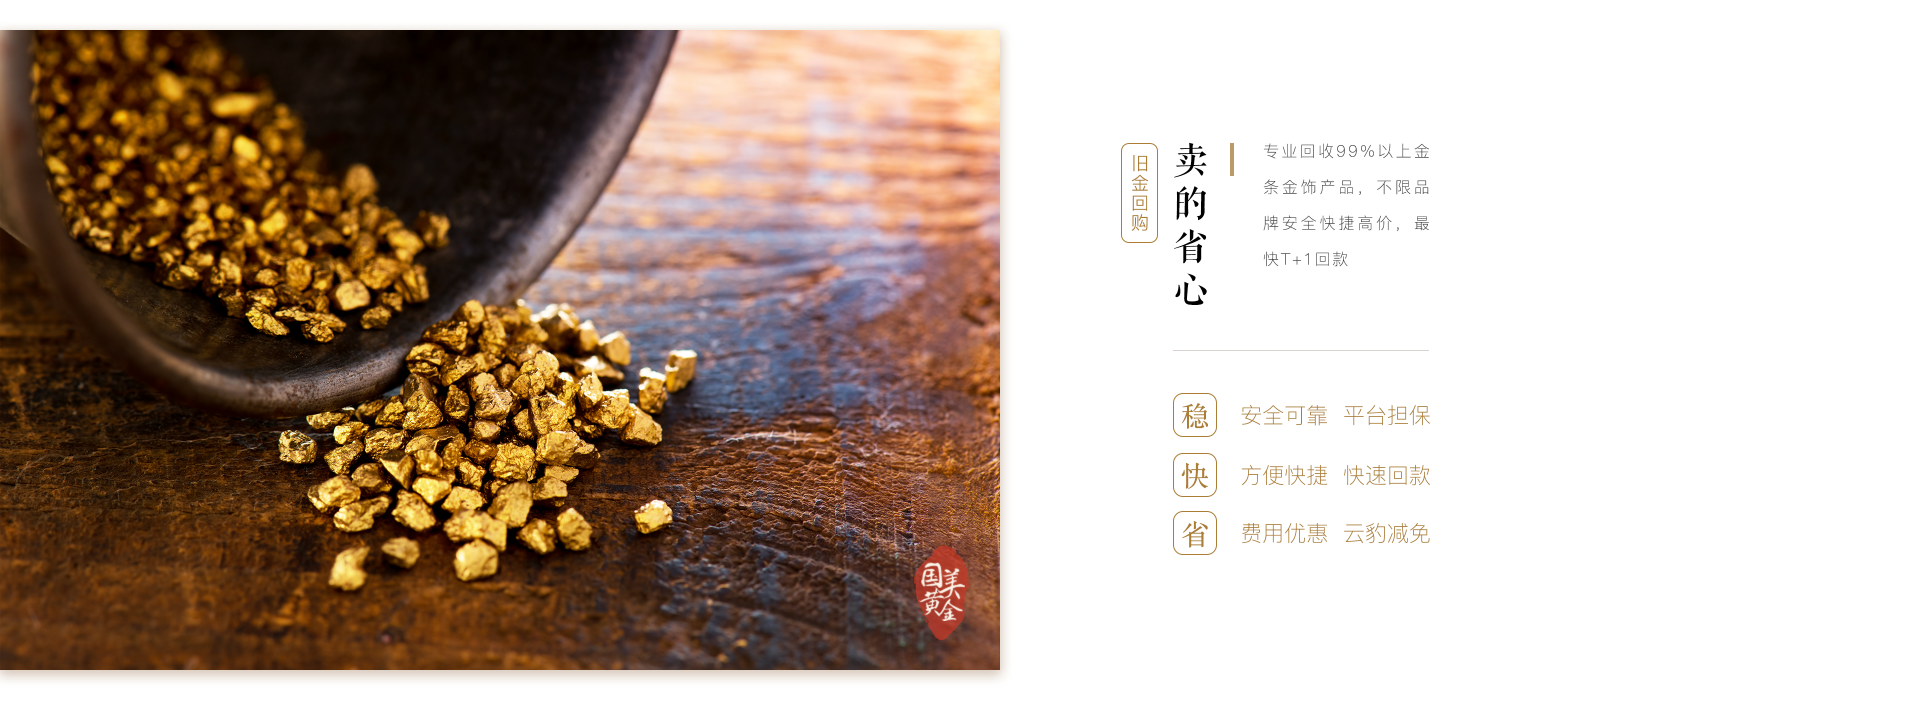 旧金回购
卖的省心
专业回收99%以上金
条金饰产品，不限品
牌安全快捷高价，最
快T+1回款
稳 安全可靠 平台担保
快 方便快捷 快速回款
省 费用优惠 云豹减免
国美
黄金